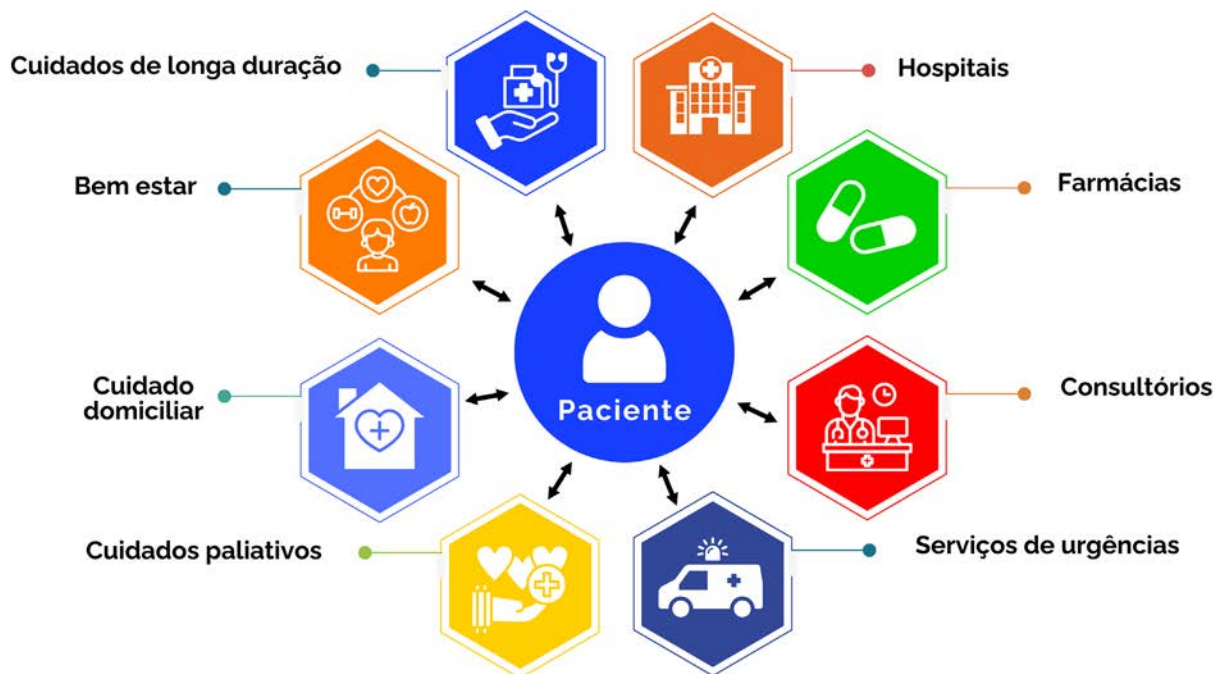 Cuidados de longa duração
Hospitais
Bem estar
Farmácias
Cuidado
domiciliar
Paciente
Consultórios
Cuidados paliativos
Serviços de urgências